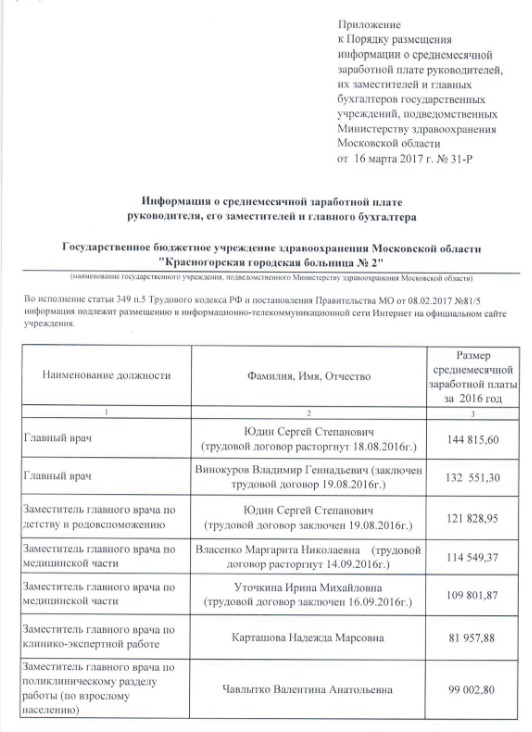 Приложение
к Порядку размещения
информации о среднемесячной
заработной плате руководителей,
их заместителей и главных
бухгалтеров государственных
учреждений, подведомственных
Министерству здравоохранения
Московской области
от 16 марта 2017 г. № 31-Р
Информация о среднемесячной заработной плате
руководителя, его заместителей и главного бухгалтера
Государственное бюджетное учреждение здравоохранения Московской области
"Красногорская городская больница № 2"
(наименование государственного учреждения, подведомственного Министерству здравоохранения Московской области)
Во исполнение статьи 349 п.5 Трудового кодекса РФ и постановления Правительства МО от 08.02.2017 №81/5
информация подлежит размещению в информационно-телекоммуникационной сети Интернет на официальном сайте
учреждения.
Наименование должности
Фамилия, Имя, Отчество
Размер
среднемесячной
заработной платы
за 2016 год
1
2
3
Главный врач
Юдин Сергей Степанович
(трудовой договор расторгнут 18.08.2016г.)
144 815,60
Главный врач
Винокуров Владимир Геннадьевич (заключен
трудовой договор 19.08.2016г.)
132 551,30
Заместитель главного врача по
детству и родовспоможению
Юдин Сергей Степанович
(трудовой договор заключен 19.08.2016г.)
121 828,95
Заместитель главного врача по
медицинской части
Власенко Маргарита Николаевна (трудовой
договор расторгнут 14.09.2016г.)
114 549,37
Заместитель главного врача по
медицинской части
Уточкина Ирина Михайловна
(трудовой договор заключен 16.09.2016г.)
109 801,87
Заместитель главного врача по
клинико-экспертной работе
Карташова Надежда Марсовна
81 957,88
Заместитель главного врача по
поликлиническому разделу
работы (по взрослому
населению)
Чавлытко Валентина Анатольевна
99 002,80